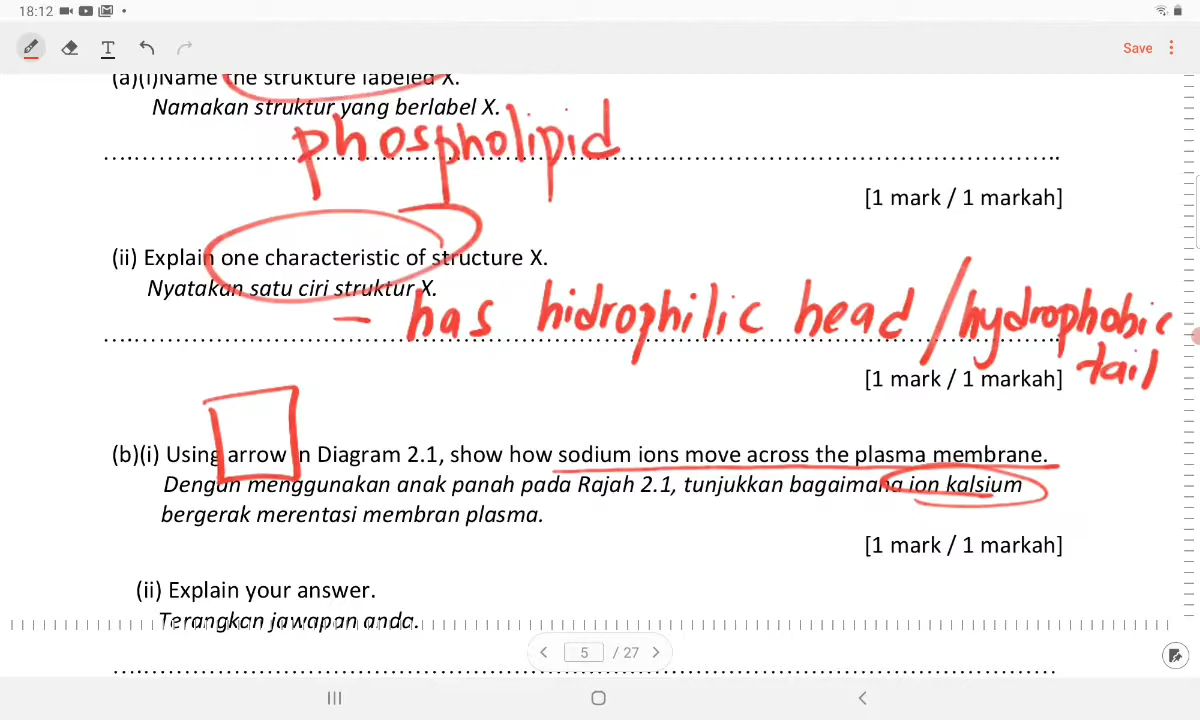 18:12
T Save
(a)(i)Name the strukture labeled X.
Namakan struktur yang berlabel X.
phospholipid
[1 mark / 1 markah]
(ii) Explain one characteristic of structure X.
Nyatakan satu ciri struktur X.
- has hidrophilic head / hydrophobic
tail
[1 mark / 1 markah]
(b)(i) Using arrow in Diagram 2.1, show how sodium ions move across the plasma membrane.
Dengan menggunakan anak panah pada Rajah 2.1, tunjukkan bagaimana ion kalsium
bergerak merentasi membran plasma.
[1 mark / 1 markah]
(ii) Explain your answer.
Terangkan jawapan anda.
5 / 27